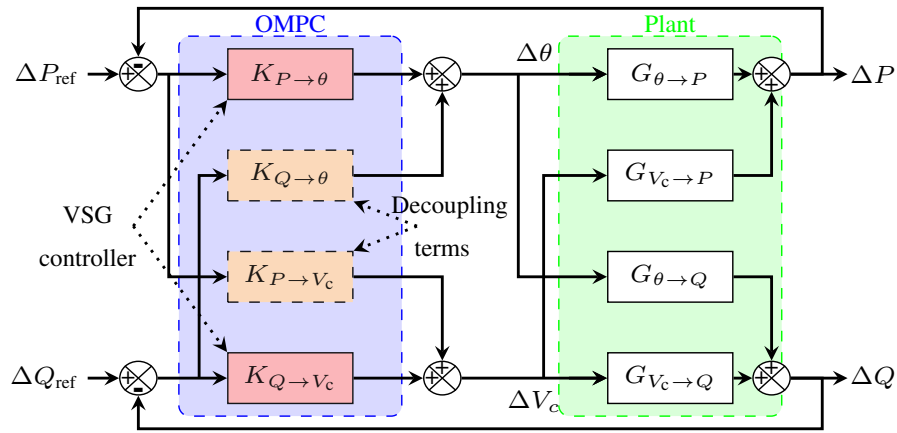 OMPC
Plant
ΔP_ref
+
-
K_{P→θ}
+
+
Δθ
G_{θ→P}
+
+
ΔP
K_{Q→θ}
G_{V_c→P}
VSG
controller
Decoupling
terms
K_{P→V_c}
G_{θ→Q}
ΔQ_ref
+
-
K_{Q→V_c}
+
+
ΔV_c
G_{V_c→Q}
+
+
ΔQ